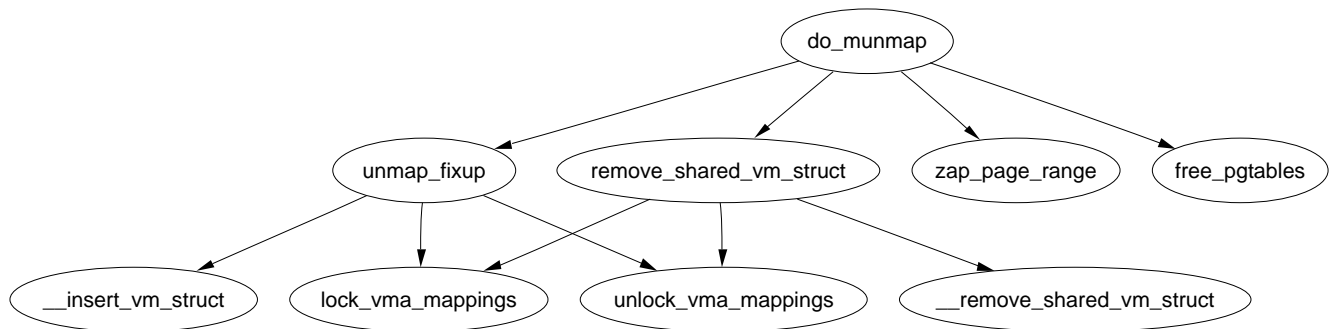 do_munmap
unmap_fixup remove_shared_vm_struct zap_page_range free_pgtables
__insert_vm_struct lock_vma_mappings unlock_vma_mappings __remove_shared_vm_struct